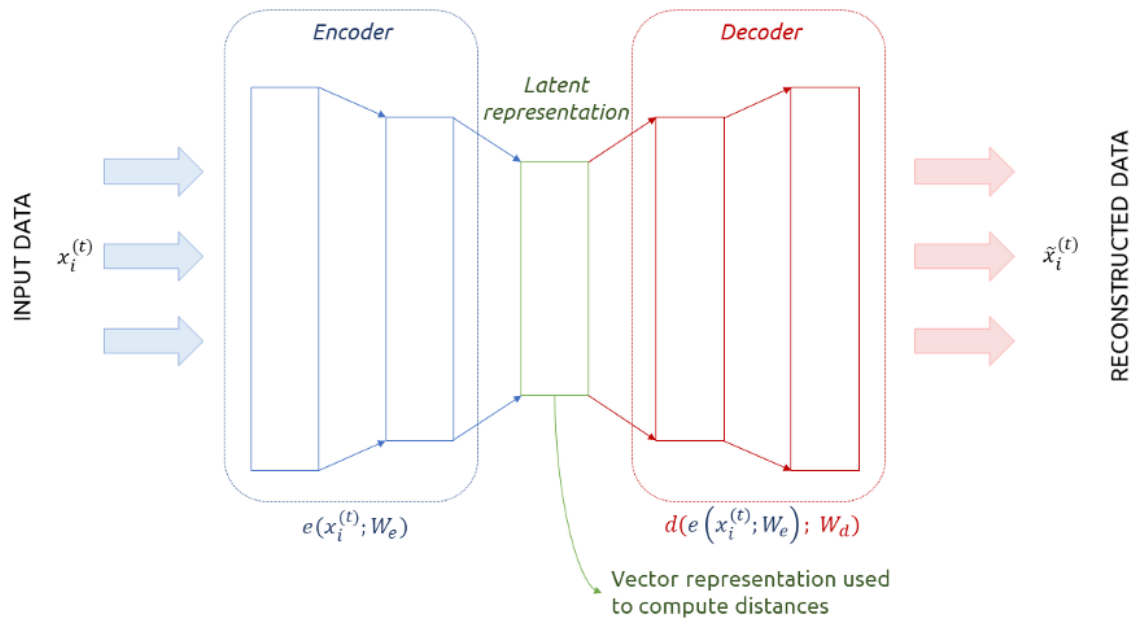 Encoder
Decoder
Latent
representation
INPUT DATA
x_i^{(t)}
x̃_i^{(t)}
RECONSTRUCTED DATA
e(x_i^{(t)}; W_e)
d(e(x_i^{(t)}; W_e); W_d)
Vector representation used
to compute distances